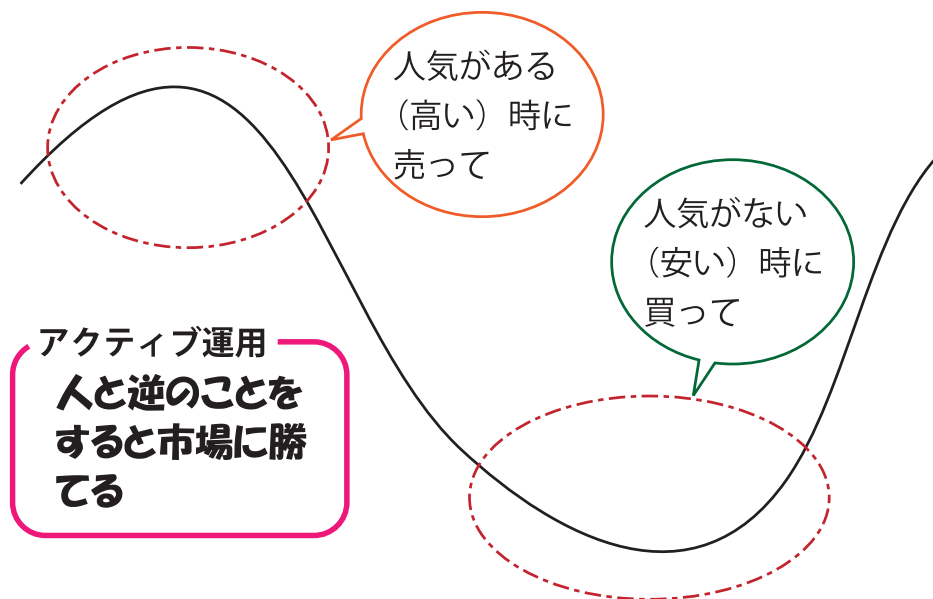 人気がある
（高い）時に
売って
人気がない
（安い）時に
買って
アクティブ運用
人と逆のことを
すると市場に勝
てる